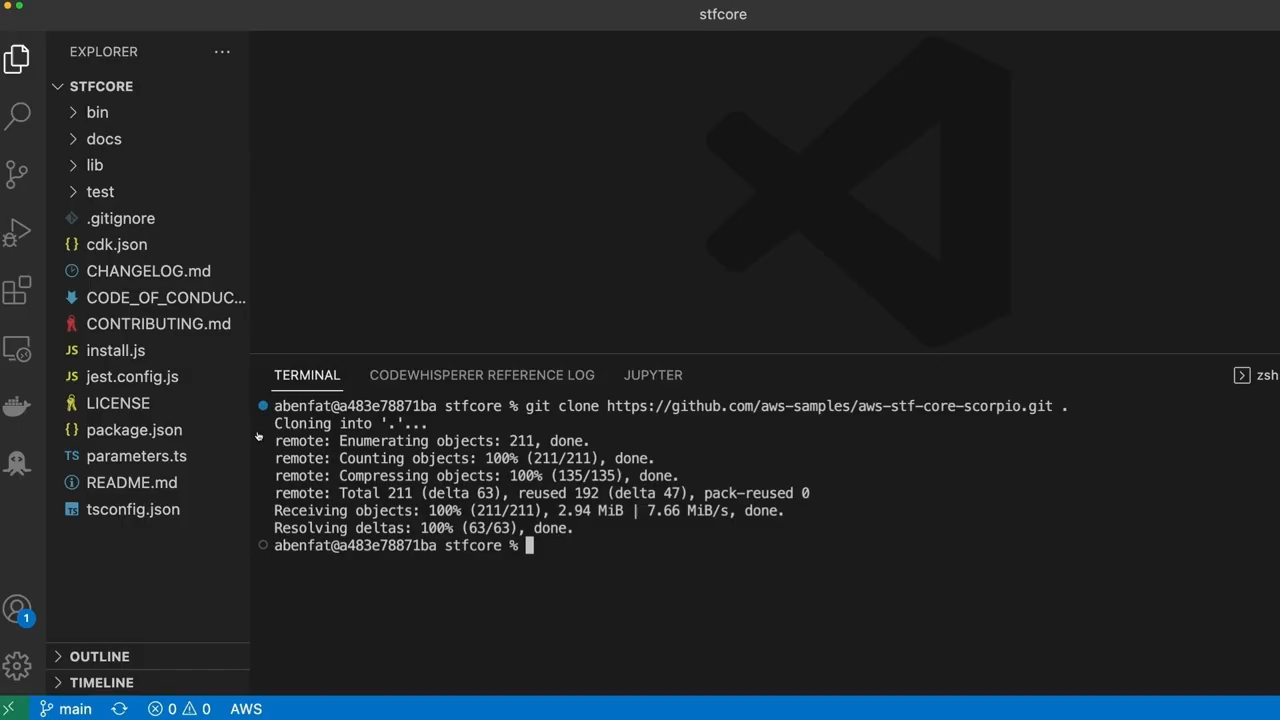 stfcore
EXPLORER
STFCORE
bin
docs
lib
test
.gitignore
{} cdk.json
CHANGELOG.md
CODE_OF_CONDUC...
CONTRIBUTING.md
JS install.js
JS jest.config.js
LICENSE
{} package.json
TS parameters.ts
README.md
TS tsconfig.json
OUTLINE
TIMELINE
TERMINAL CODEWHISPERER REFERENCE LOG JUPYTER zsh
abenfat@a483e78871ba stfcore % git clone https://github.com/aws-samples/aws-stf-core-scorpio.git .
Cloning into '.'...
remote: Enumerating objects: 211, done.
remote: Counting objects: 100% (211/211), done.
remote: Compressing objects: 100% (135/135), done.
remote: Total 211 (delta 63), reused 192 (delta 47), pack-reused 0
Receiving objects: 100% (211/211), 2.94 MiB | 7.66 MiB/s, done.
Resolving deltas: 100% (63/63), done.
abenfat@a483e78871ba stfcore %
1
main 0 0 AWS